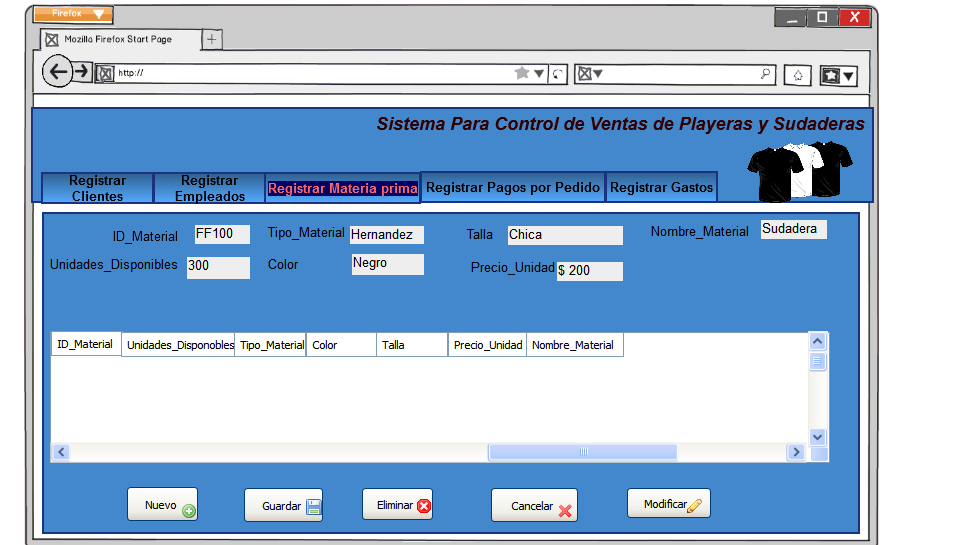 Firefox
Mozilla Firefox Start Page
http://
Sistema Para Control de Ventas de Playeras y Sudaderas
Registrar Clientes
Registrar Empleados
Registrar Materia prima
Registrar Pagos por Pedido
Registrar Gastos
ID_Material FF100 Tipo_Material Hernandez Talla Chica Nombre_Material Sudadera
Unidades_Disponibles 300 Color Negro Precio_Unidad $ 200
ID_Material Unidades_Disponobles Tipo_Material Color Talla Precio_Unidad Nombre_Material
Nuevo Guardar Eliminar Cancelar Modificar